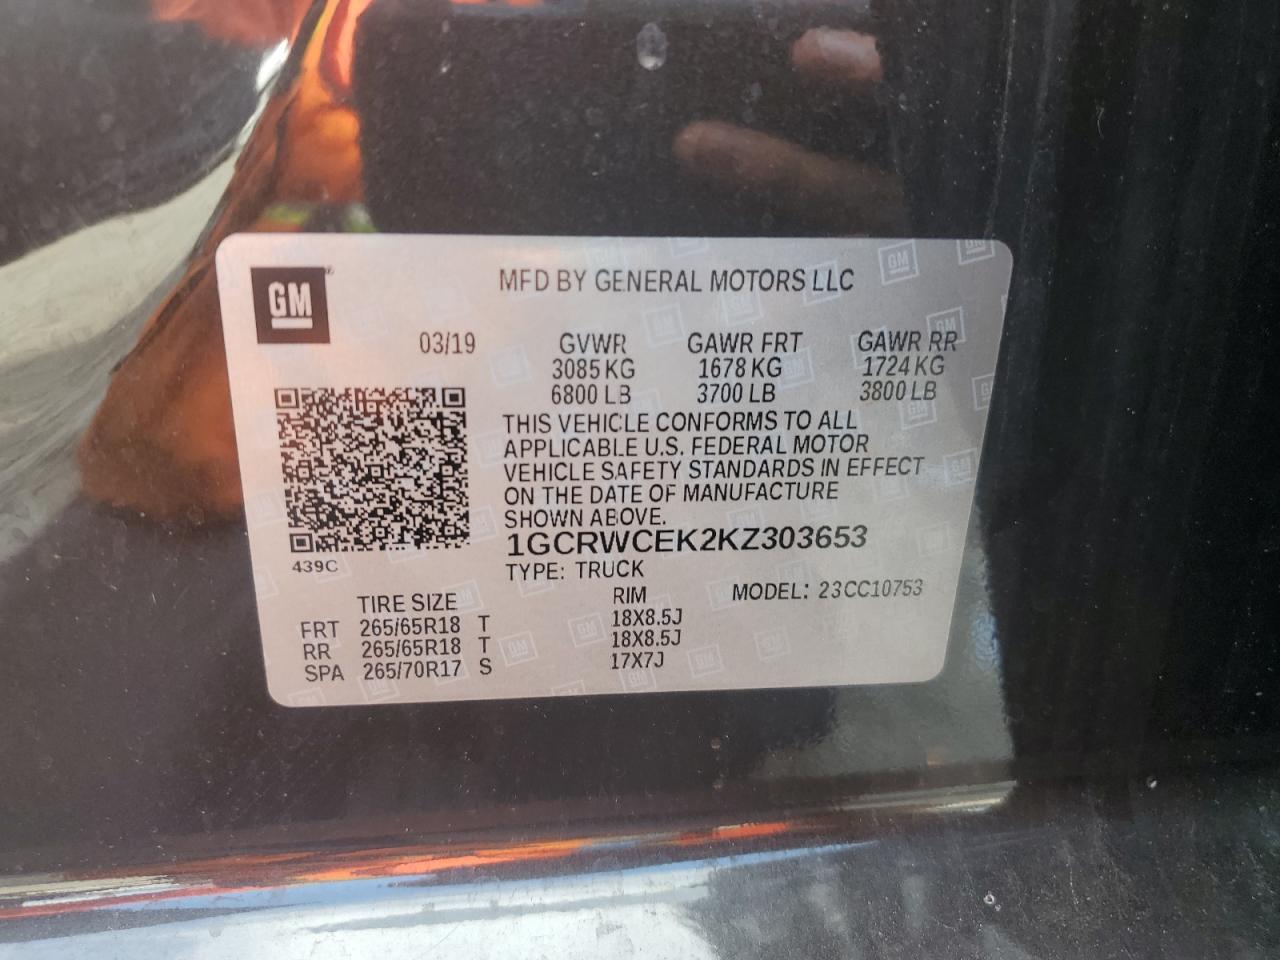 GM
MFD BY GENERAL MOTORS LLC
03/19 GVWR GAWR FRT GAWR RR
3085 KG 1678 KG 1724 KG
6800 LB 3700 LB 3800 LB
THIS VEHICLE CONFORMS TO ALL
APPLICABLE U.S. FEDERAL MOTOR
VEHICLE SAFETY STANDARDS IN EFFECT
ON THE DATE OF MANUFACTURE
SHOWN ABOVE.
1GCRWCEK2KZ303653
439C
TYPE: TRUCK
MODEL: 23CC10753
TIRE SIZE RIM
FRT 265/65R18 T 18X8.5J
RR 265/65R18 T 18X8.5J
SPA 265/70R17 S 17X7J